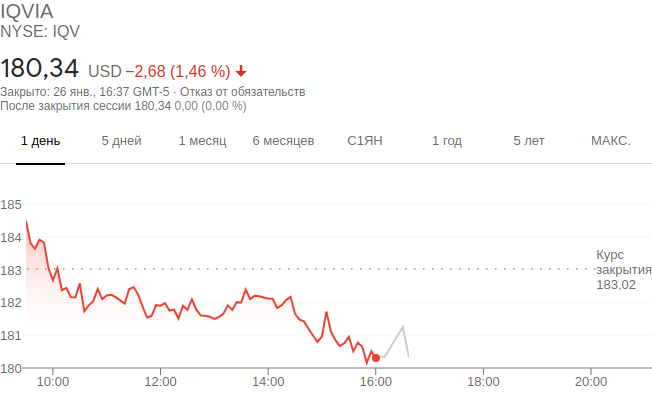 IQVIA
NYSE: IQV
180,34 USD −2,68 (1,46 %)
Закрыто: 26 янв., 16:37 GMT-5 · Отказ от обязательств
После закрытия сессии 180,34 0,00 (0,00 %)
1 день 5 дней 1 месяц 6 месяцев С1ЯН 1 год 5 лет МАКС.
185
184
Курс
183 закрытия
183,02
182
181
180
10:00 12:00 14:00 16:00 18:00 20:00